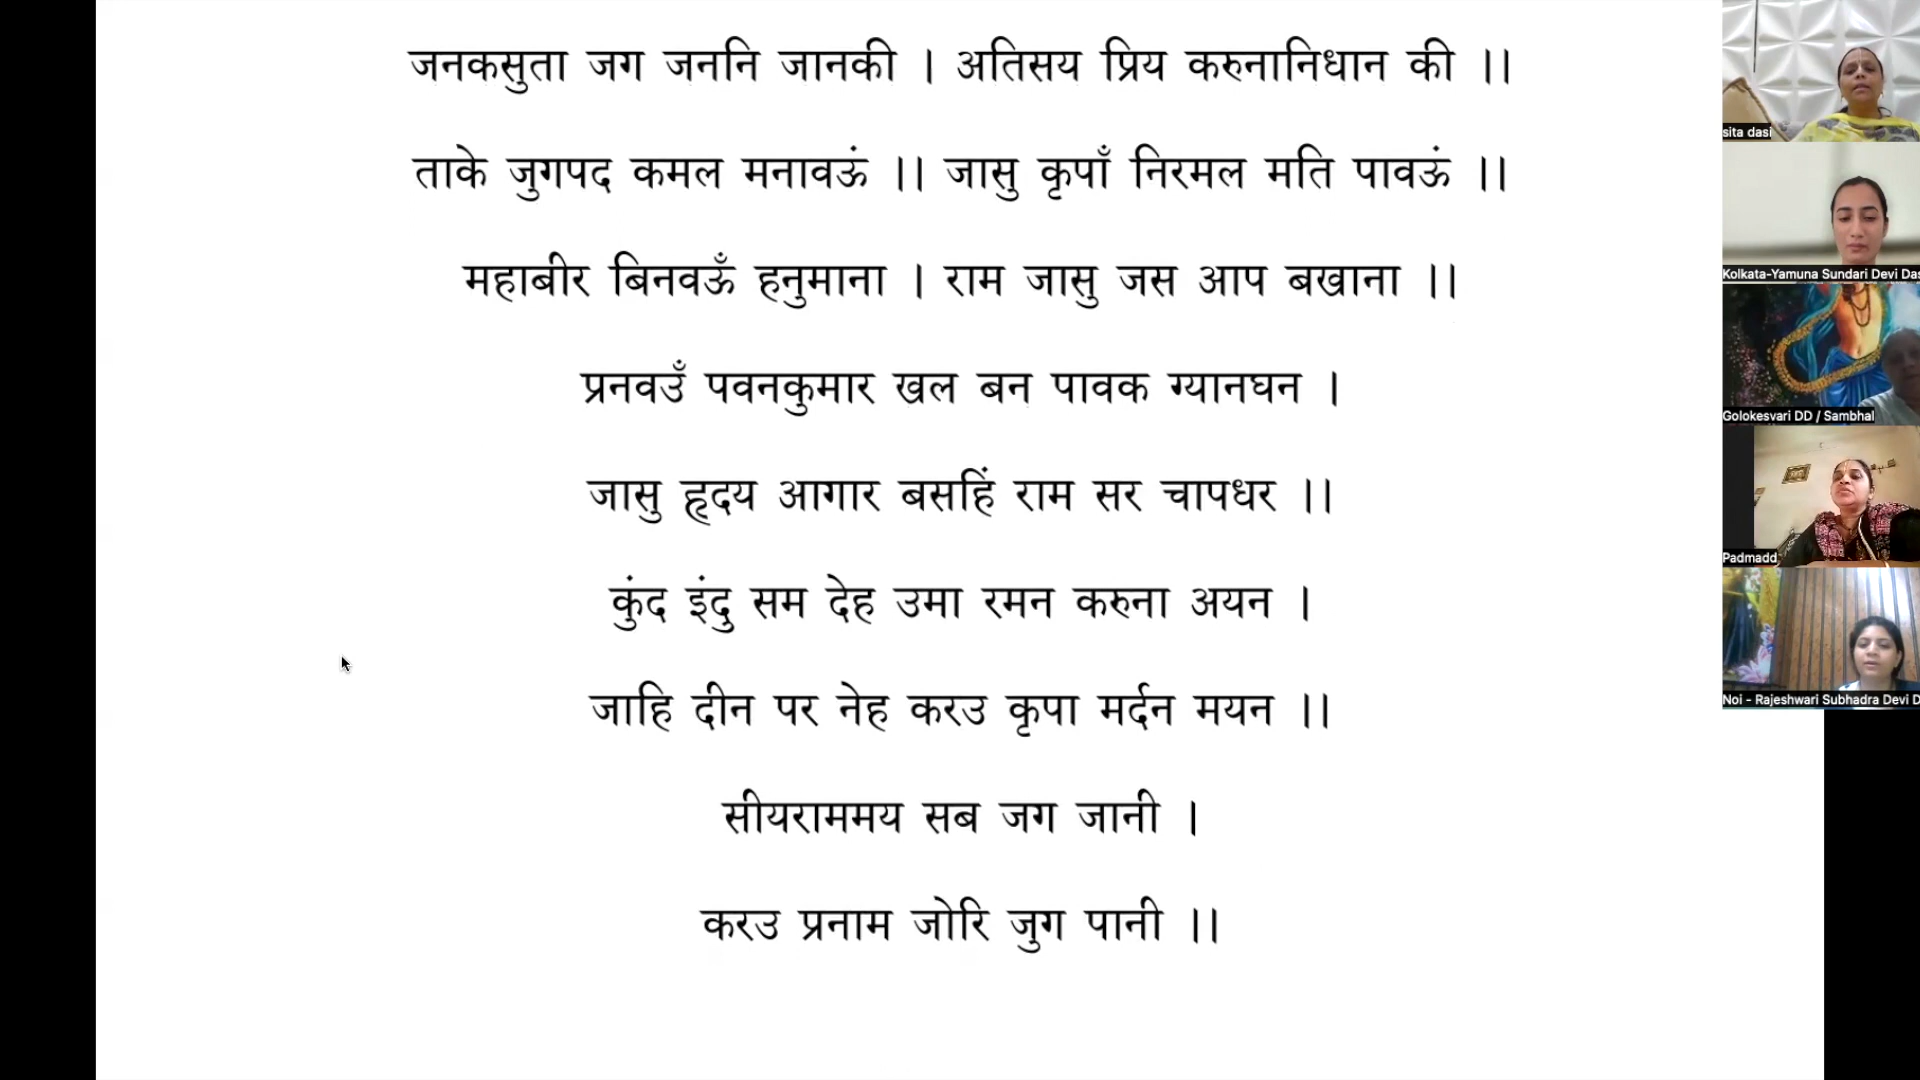 जनकसुता जग जननि जानकी । अतिसय प्रिय करुनानिधान की ।।
ताके जुगपद कमल मनावऊं ।। जासु कृपाँ निरमल मति पावऊं ।।
महाबीर बिनवऊँ हनुमाना । राम जासु जस आप बखाना ।।
प्रनवउँ पवनकुमार खल बन पावक ग्यानघन ।
जासु हृदय आगार बसहिं राम सर चापधर ।।
कुंद इंदु सम देह उमा रमन करुना अयन ।
जाहि दीन पर नेह करउ कृपा मर्दन मयन ।।
सीयराममय सब जग जानी ।
करउ प्रनाम जोरि जुग पानी ।।
sita dasi
Kolkata-Yamuna Sundari Devi Das
Golokesvari DD / Sambhal
Padmadd
Noi - Rajeshwari Subhadra Devi D